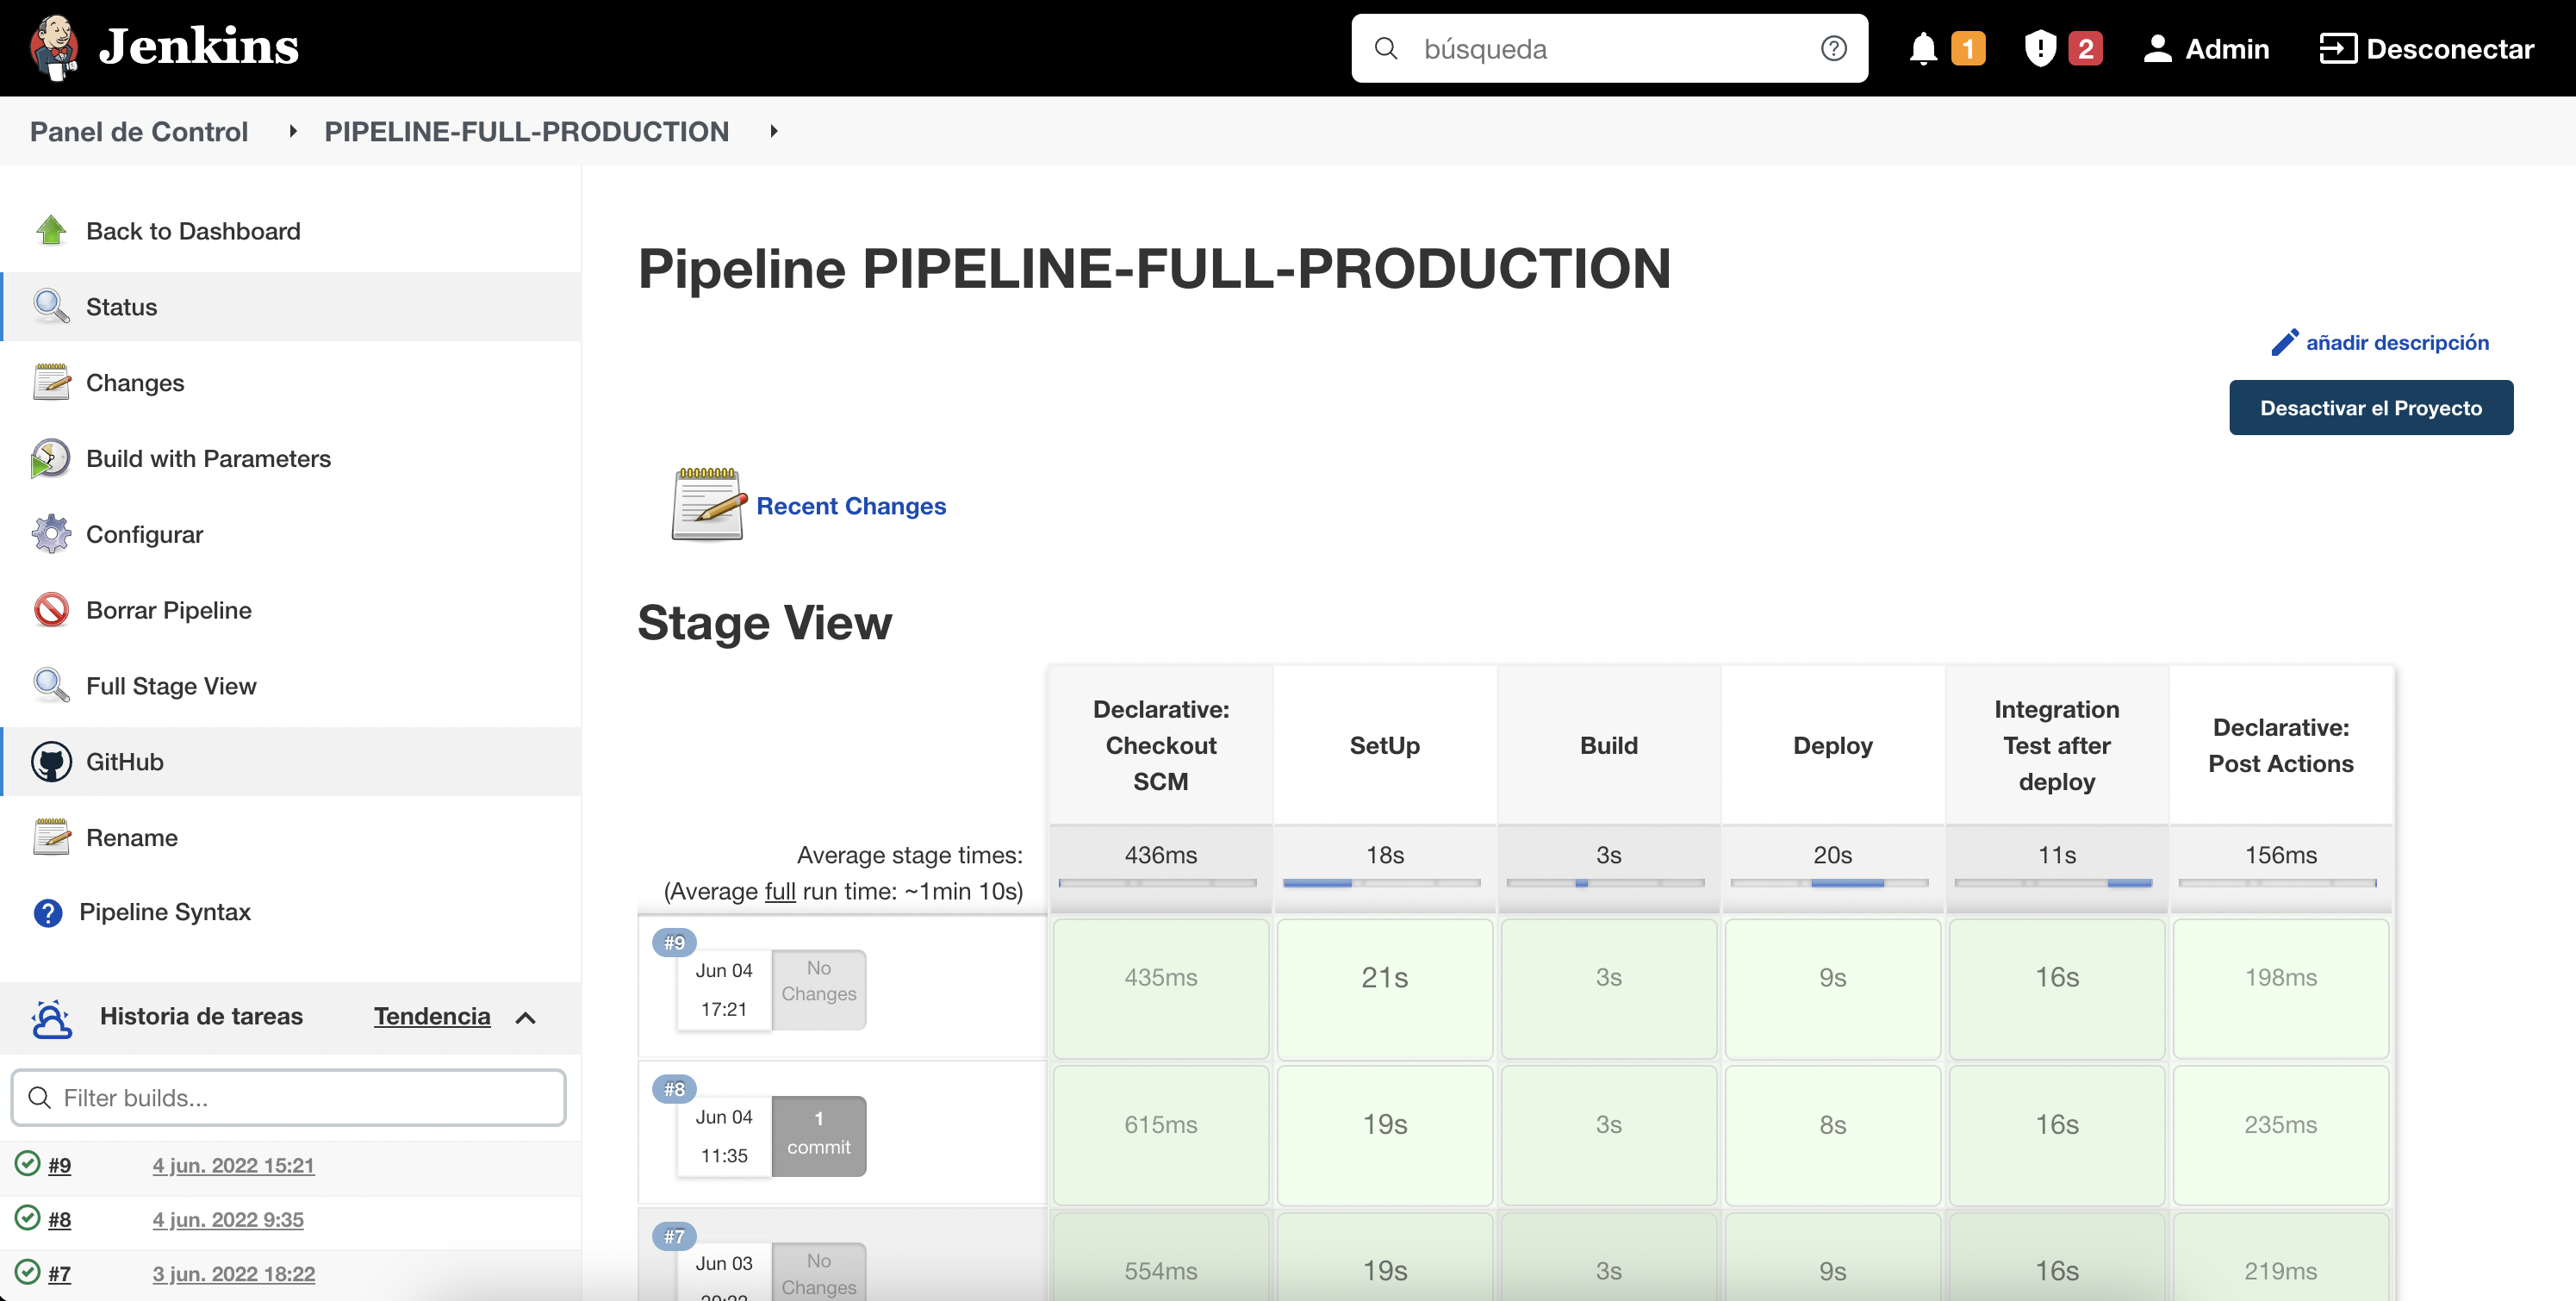 Jenkins
búsqueda
1
2
Admin
Desconectar
Panel de Control
PIPELINE-FULL-PRODUCTION
Back to Dashboard
Status
Changes
Build with Parameters
Configurar
Borrar Pipeline
Full Stage View
GitHub
Rename
Pipeline Syntax
Historia de tareas
Tendencia
Filter builds...
#9
4 jun. 2022 15:21
#8
4 jun. 2022 9:35
#7
3 jun. 2022 18:22
Pipeline PIPELINE-FULL-PRODUCTION
añadir descripción
Desactivar el Proyecto
Recent Changes
Stage View
Declarative:
Checkout
SCM
SetUp
Build
Deploy
Integration
Test after
deploy
Declarative:
Post Actions
Average stage times:
(Average full run time: ~1min 10s)
436ms
18s
3s
20s
11s
156ms
#9
Jun 04
17:21
No
Changes
435ms
21s
3s
9s
16s
198ms
#8
Jun 04
11:35
1
commit
615ms
19s
3s
8s
16s
235ms
#7
Jun 03
No
Changes
554ms
19s
3s
9s
16s
219ms